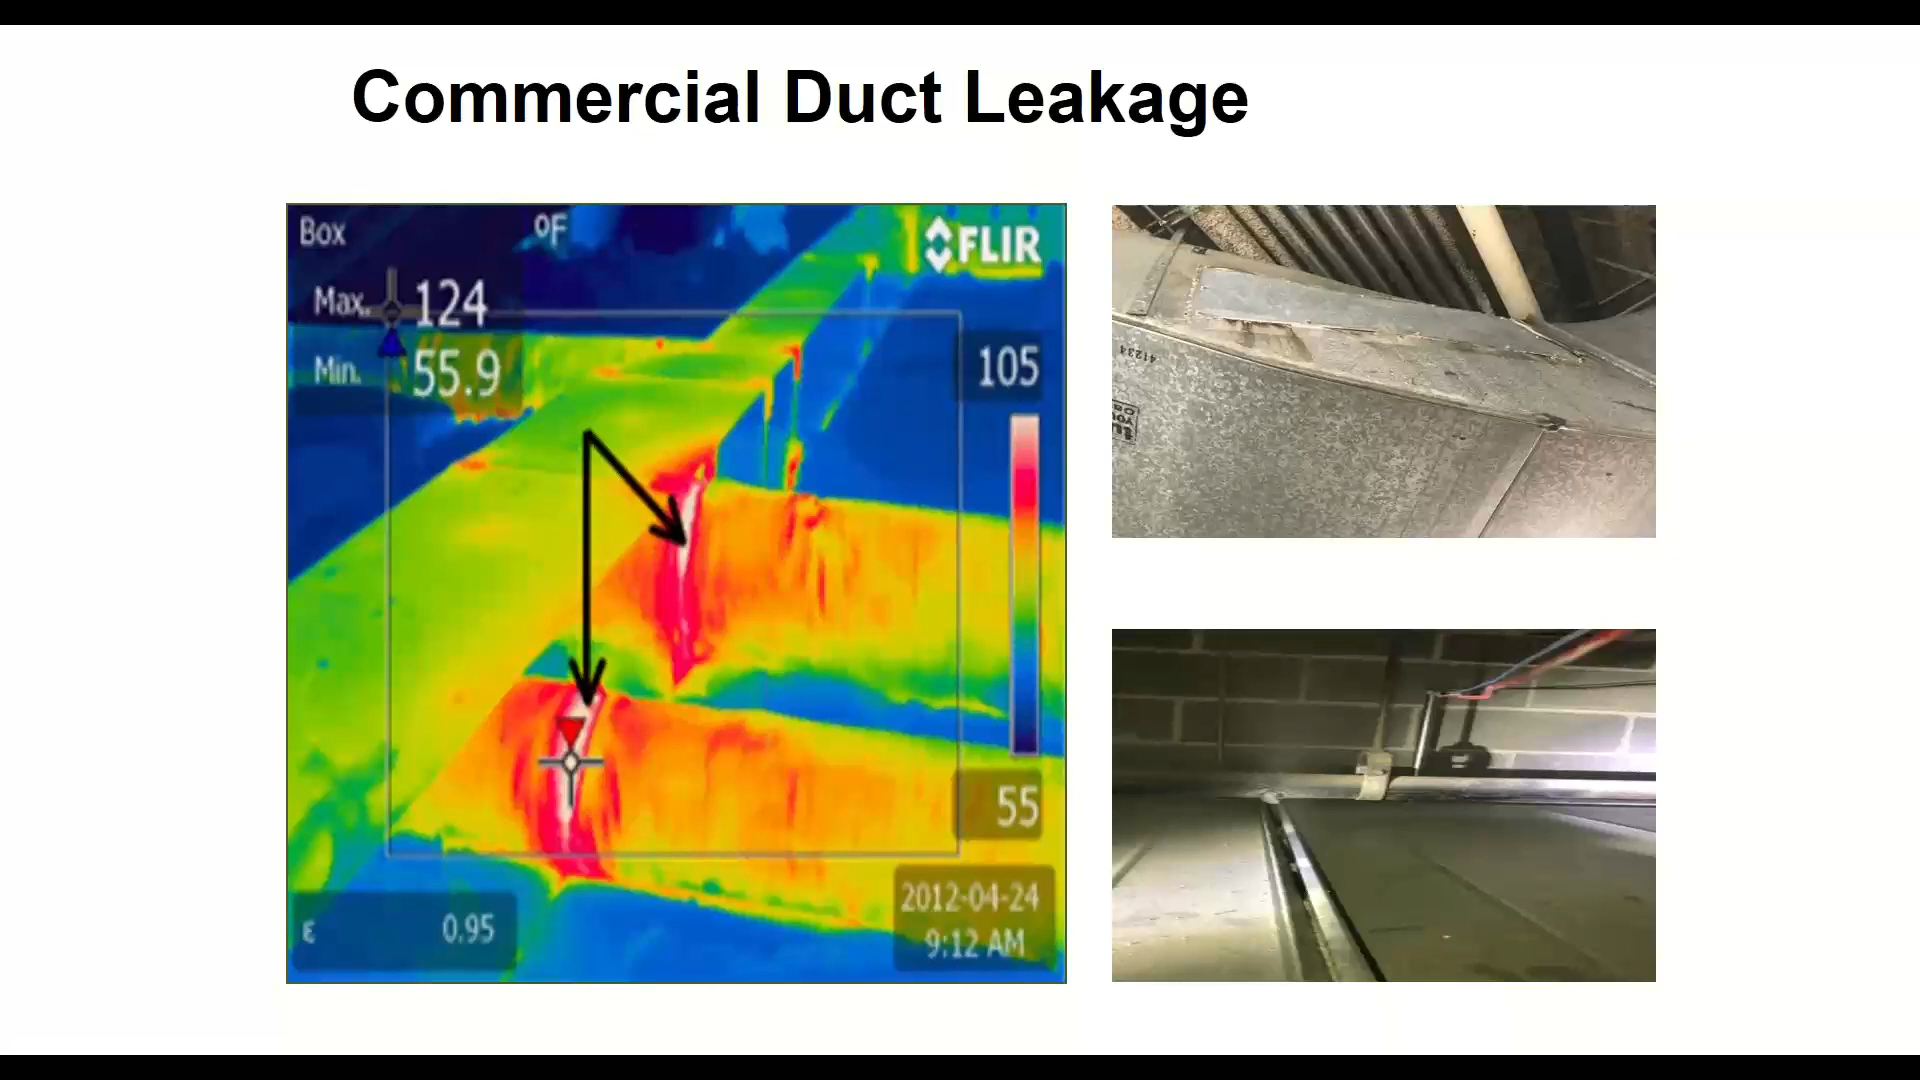 Commercial Duct Leakage
Box °F FLIR
Max. 124
Min. 55.9
105
55
ε 0.95
2012-04-24
9:12 AM
41234